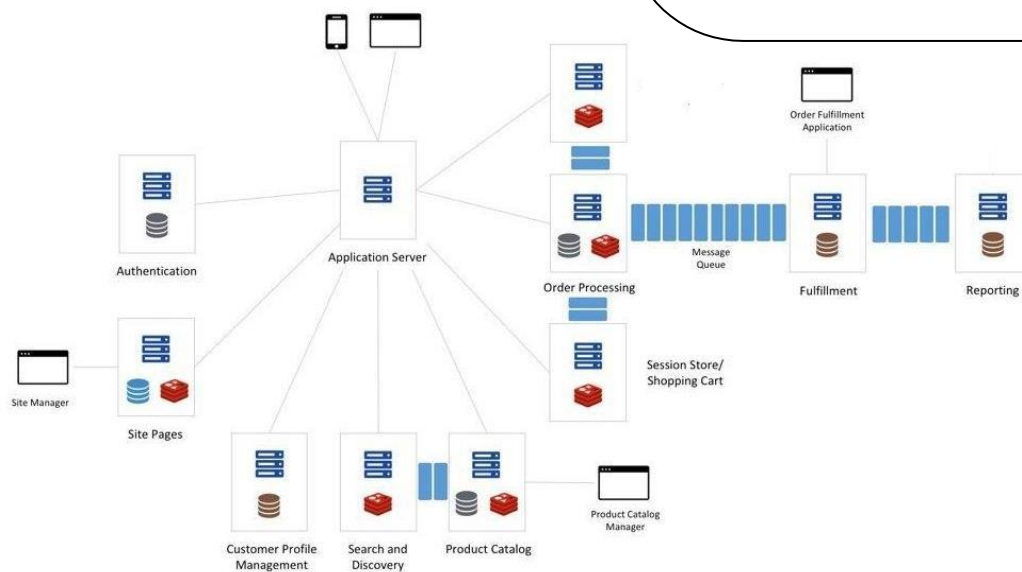 Order Fulfillment
Application
Authentication
Application Server
Message
Queue
Order Processing
Fulfillment
Reporting
Session Store/
Shopping Cart
Site Manager
Site Pages
Product Catalog
Manager
Customer Profile
Management
Search and
Discovery
Product Catalog